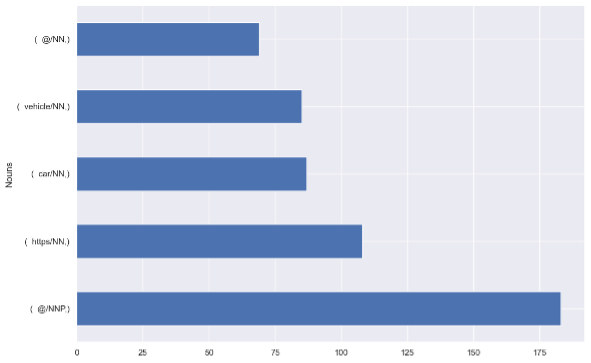 ( @/NN,)
( vehicle/NN,)
( car/NN,)
( https/NN,)
( @/NNP,)
Nouns
0 25 50 75 100 125 150 175